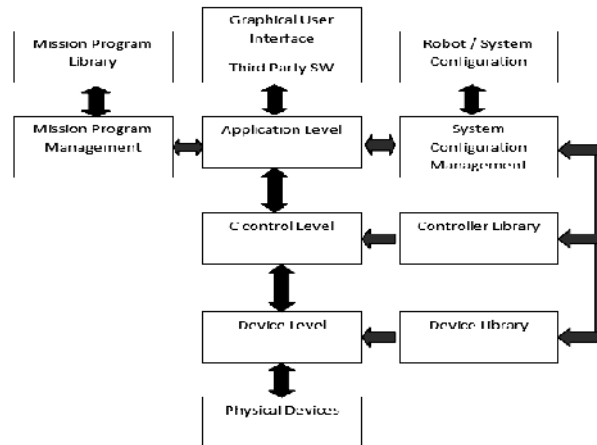 Graphical User
Interface
Third Party SW
Mission Program
Library
Robot / System
Configuration
Mission Program
Management
Application Level
System
Configuration
Management
C control Level
Controller Library
Device Level
Device Library
Physical Devices